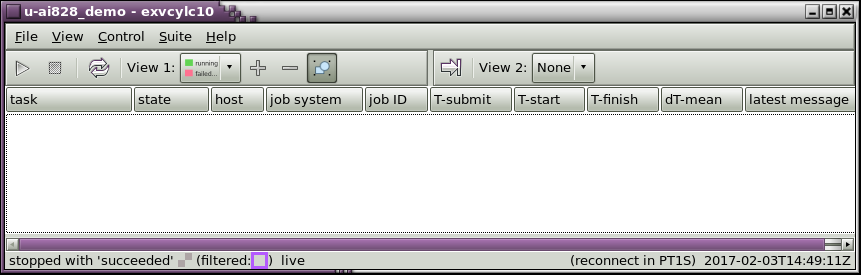 u-ai828_demo - exvcylc10
File View Control Suite Help
View 1: running failed... View 2: None
task state host job system job ID T-submit T-start T-finish dT-mean latest message
stopped with 'succeeded' (filtered: ) live (reconnect in PT1S) 2017-02-03T14:49:11Z